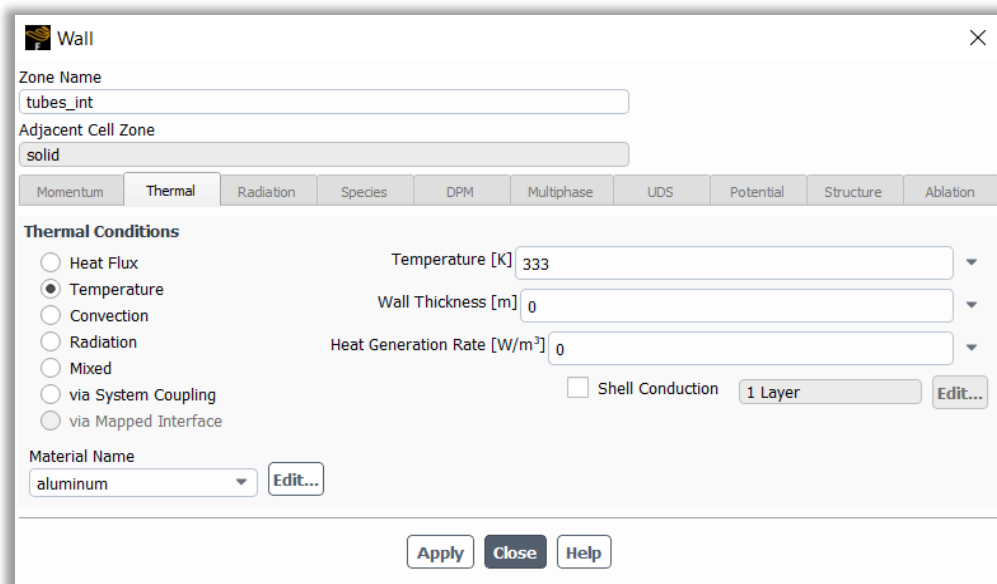 Wall
Zone Name
tubes_int
Adjacent Cell Zone
solid
Momentum Thermal Radiation Species DPM Multiphase UDS Potential Structure Ablation
Thermal Conditions
Heat Flux
Temperature
Convection
Radiation
Mixed
via System Coupling
via Mapped Interface
Temperature [K] 333
Wall Thickness [m] 0
Heat Generation Rate [W/m³] 0
Shell Conduction 1 Layer Edit...
Material Name
aluminum Edit...
Apply Close Help